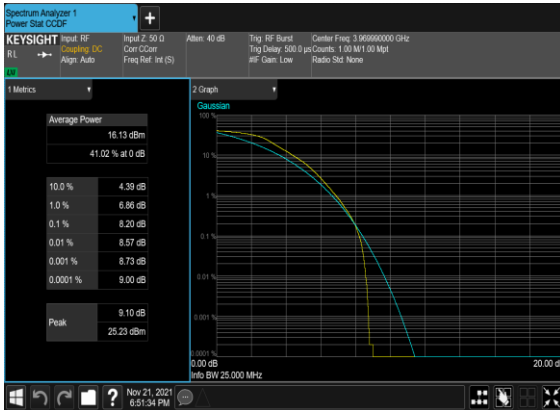 Spectrum Analyzer 1
Power Stat CCDF
KEYSIGHT
RL
Input: RF
Coupling: DC
Align: Auto
Input Z: 50 Ω
Corr CCorr
Freq Ref: Int (S)
Atten: 40 dB
Trig: RF Burst
Trig Delay: 500.0 µs
#IF Gain: Low
Center Freq: 3.969990000 GHz
Counts: 1.00 M/1.00 Mpt
Radio Std: None
1 Metrics
Average Power
16.13 dBm
41.02 % at 0 dB
10.0 % 4.39 dB
1.0 % 6.86 dB
0.1 % 8.20 dB
0.01 % 8.57 dB
0.001 % 8.73 dB
0.0001 % 9.00 dB
Peak
9.10 dB
25.23 dBm
2 Graph
Gaussian
100 %
10 %
1 %
0.1 %
0.01 %
0.001 %
0.0001 %
0.00 dB
20.00 d
Info BW 25.000 MHz
?
Nov 21, 2021
6:51:34 PM